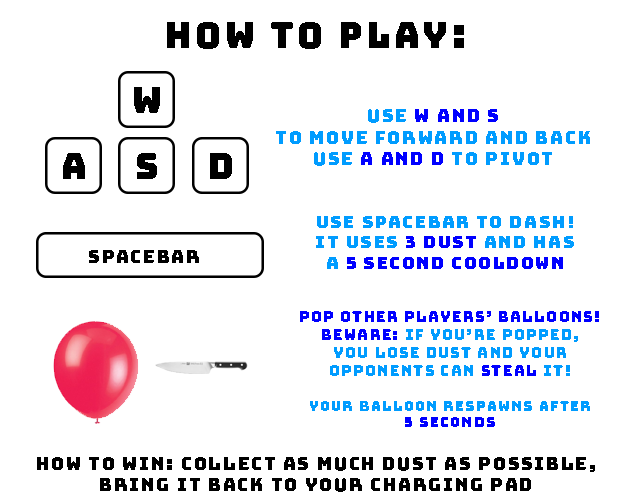 HOW TO PLAY:
W
A S D
USE W AND S
TO MOVE FORWARD AND BACK
USE A AND D TO PIVOT
SPACEBAR
USE SPACEBAR TO DASH!
IT USES 3 DUST AND HAS
A 5 SECOND COOLDOWN
POP OTHER PLAYERS' BALLOONS!
BEWARE: IF YOU'RE POPPED,
YOU LOSE DUST AND YOUR
OPPONENTS CAN STEAL IT!
YOUR BALLOON RESPAWNS AFTER
5 SECONDS
HOW TO WIN: COLLECT AS MUCH DUST AS POSSIBLE,
BRING IT BACK TO YOUR CHARGING PAD